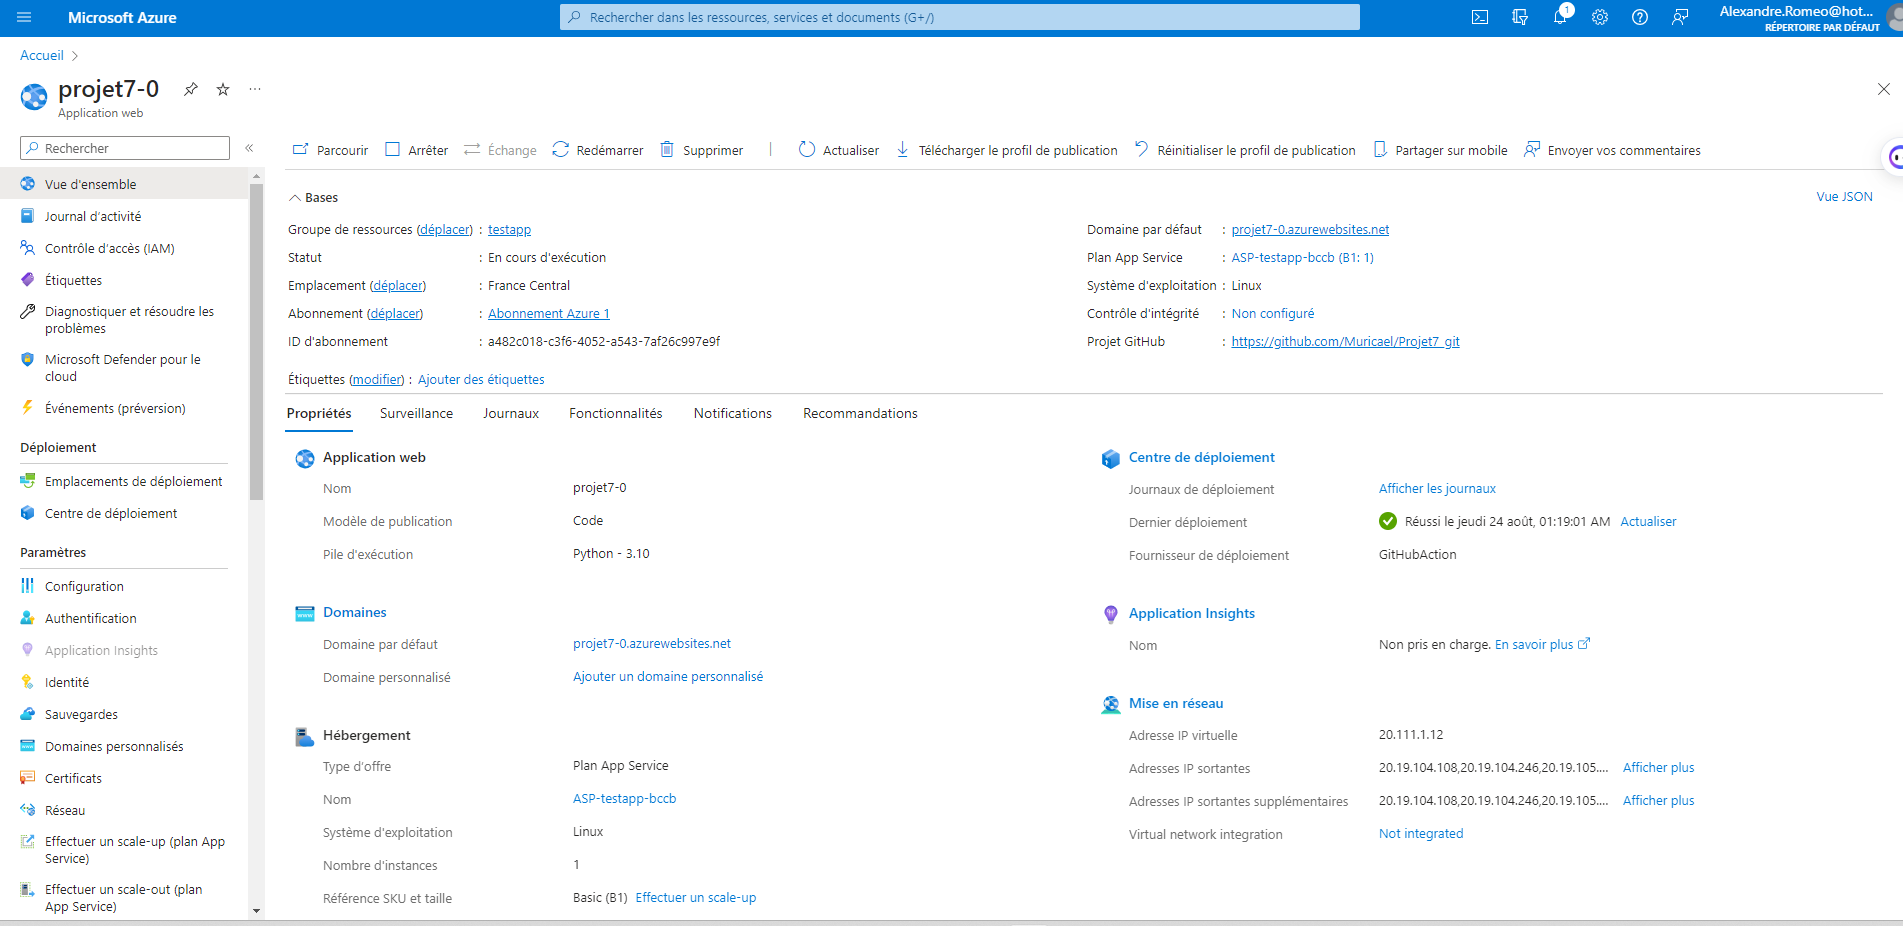 Microsoft Azure
Rechercher dans les ressources, services et documents (G+/)
1
Alexandre.Romeo@hot...
RÉPERTOIRE PAR DÉFAUT
Accueil
projet7-0
...
Application web
Rechercher
«
Vue d'ensemble
Journal d'activité
Contrôle d'accès (IAM)
Étiquettes
Diagnostiquer et résoudre les
problèmes
Microsoft Defender pour le
cloud
Événements (préversion)
Déploiement
Emplacements de déploiement
Centre de déploiement
Paramètres
Configuration
Authentification
Application Insights
Identité
Sauvegardes
Domaines personnalisés
Certificats
Réseau
Effectuer un scale-up (plan App
Service)
Effectuer un scale-out (plan
App Service)
Parcourir Arrêter Échange Redémarrer Supprimer | Actualiser Télécharger le profil de publication Réinitialiser le profil de publication Partager sur mobile Envoyer vos commentaires
Bases
Vue JSON
Groupe de ressources (déplacer) : testapp
Statut : En cours d'exécution
Emplacement (déplacer) : France Central
Abonnement (déplacer) : Abonnement Azure 1
ID d'abonnement : a482c018-c3f6-4052-a543-7af26c997e9f
Domaine par défaut : projet7-0.azurewebsites.net
Plan App Service : ASP-testapp-bccb (B1: 1)
Système d'exploitation : Linux
Contrôle d'intégrité : Non configuré
Projet GitHub : https://github.com/Muricael/Projet7_git
Étiquettes (modifier) : Ajouter des étiquettes
Propriétés Surveillance Journaux Fonctionnalités Notifications Recommandations
Application web
Nom projet7-0
Modèle de publication Code
Pile d'exécution Python - 3.10
Domaines
Domaine par défaut projet7-0.azurewebsites.net
Domaine personnalisé Ajouter un domaine personnalisé
Hébergement
Type d'offre Plan App Service
Nom ASP-testapp-bccb
Système d'exploitation Linux
Nombre d'instances 1
Référence SKU et taille Basic (B1) Effectuer un scale-up
Centre de déploiement
Journaux de déploiement Afficher les journaux
Dernier déploiement Réussi le jeudi 24 août, 01:19:01 AM Actualiser
Fournisseur de déploiement GitHubAction
Application Insights
Nom Non pris en charge. En savoir plus
Mise en réseau
Adresse IP virtuelle 20.111.1.12
Adresses IP sortantes 20.19.104.108,20.19.104.246,20.19.105.... Afficher plus
Adresses IP sortantes supplémentaires 20.19.104.108,20.19.104.246,20.19.105.... Afficher plus
Virtual network integration Not integrated